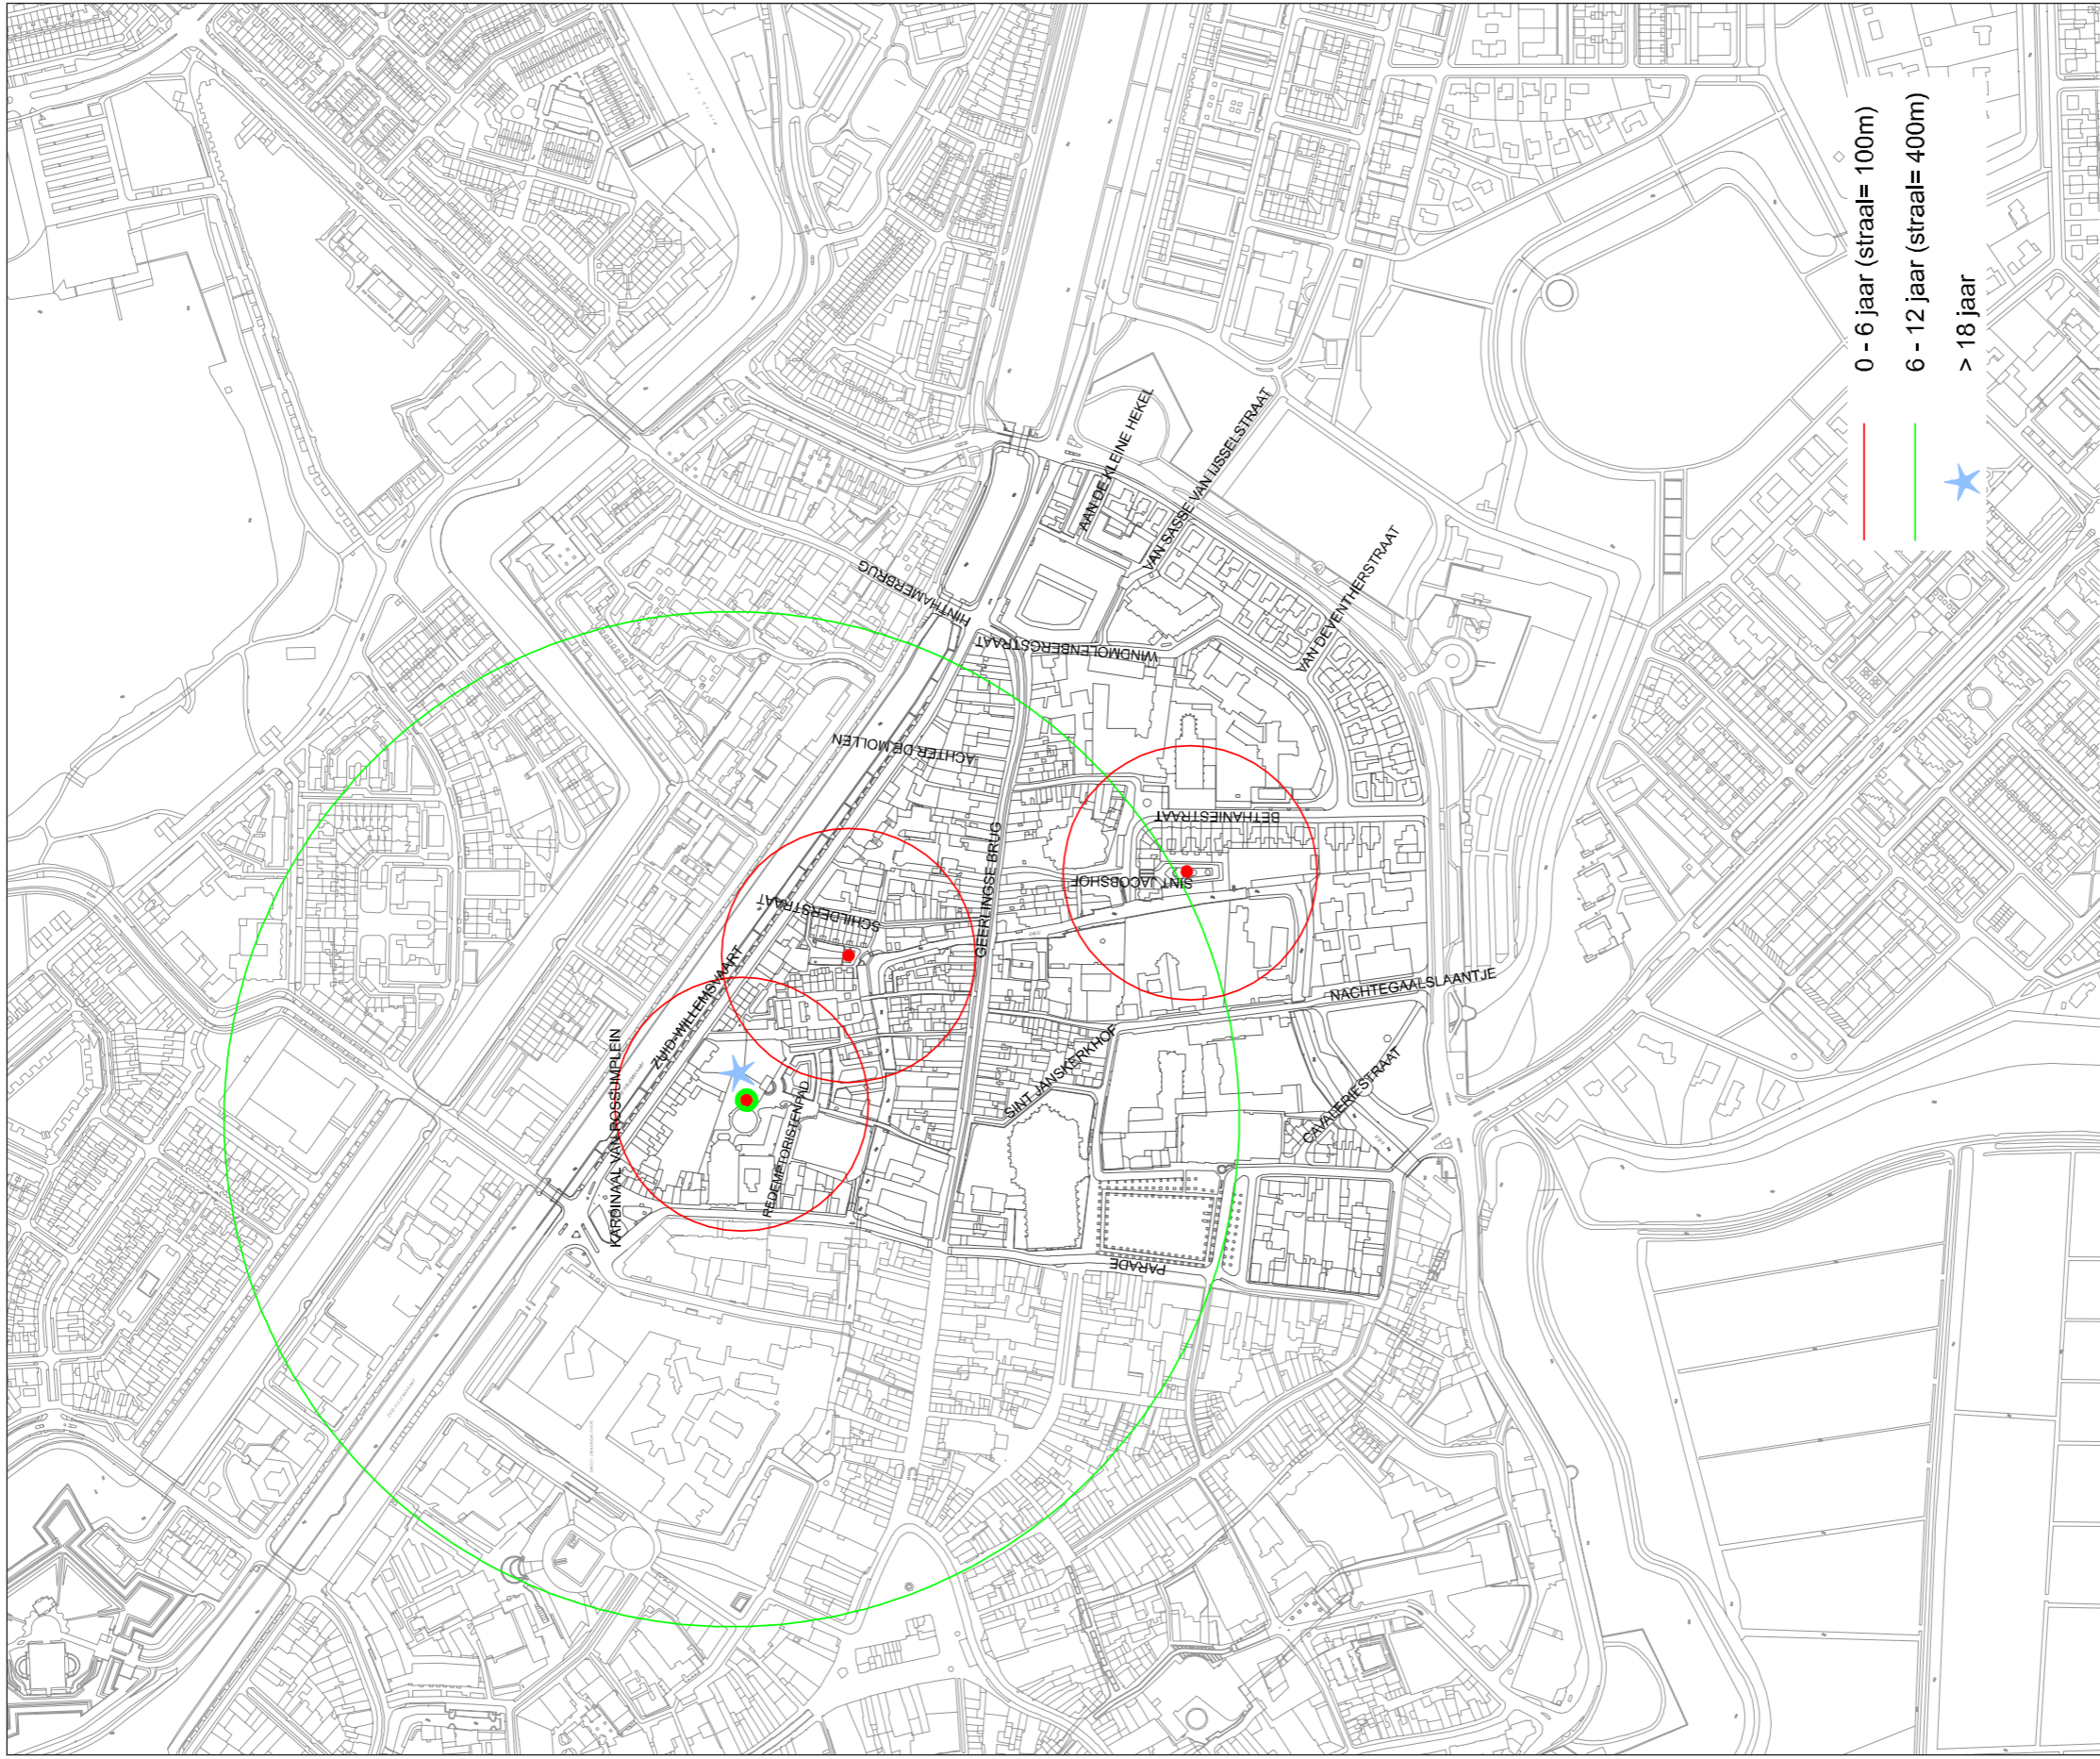 0 - 6 jaar (straal= 100m)
6 - 12 jaar (straal= 400m)
> 18 jaar
AAN DE KLEINE HEKEL
VAN SASSE VAN IJSSELSTRAAT
VAN DEVENTHERSTRAAT
HINTHAMERBRUG
WINDMOLENBERGSTRAAT
ACHTER DE MOLLEN
BETHANIESTRAAT
GEERLINGSE BRUG
SINT JACOBSHOF
SCHILDERSTRAAT
ZUID-WILLEMSVAART
NACHTEGAALSLAANTJE
KARDINAAL VAN ROSSUMPLEIN
SINT JANSKERKHOF
REDEMPTORISTENPAD
CAVALERIESTRAAT
PARADE